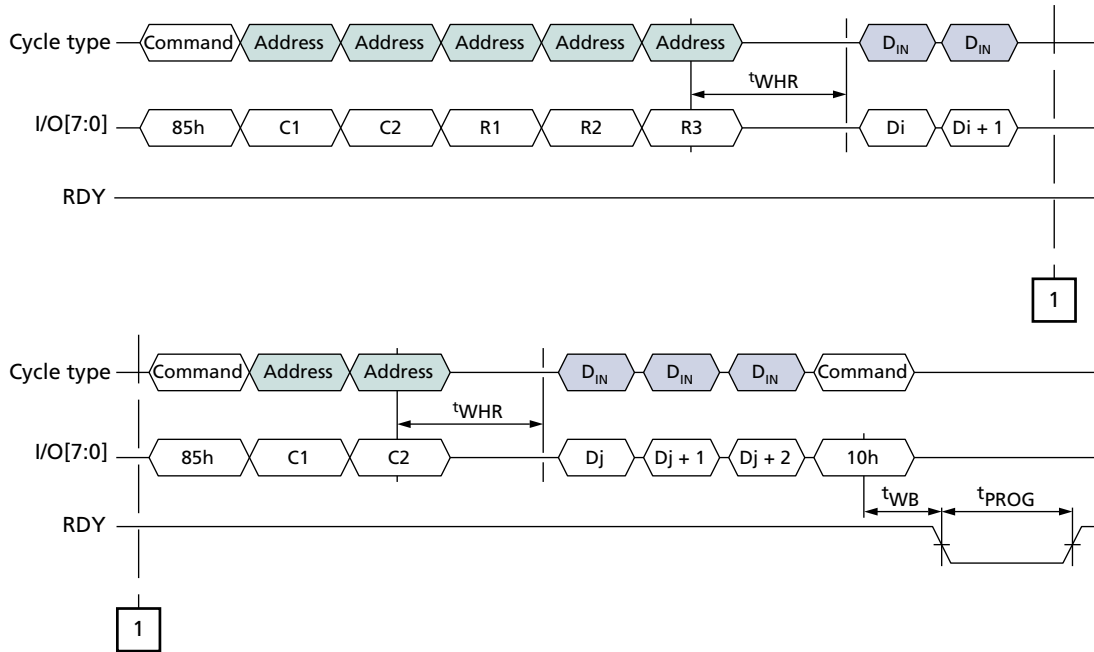 Cycle type Command Address Address Address Address Address D_IN D_IN
tWHR
I/O[7:0] 85h C1 C2 R1 R2 R3 Di Di + 1
RDY
1
Cycle type Command Address Address D_IN D_IN D_IN Command
tWHR
I/O[7:0] 85h C1 C2 Dj Dj + 1 Dj + 2 10h
tWB tPROG
RDY
1